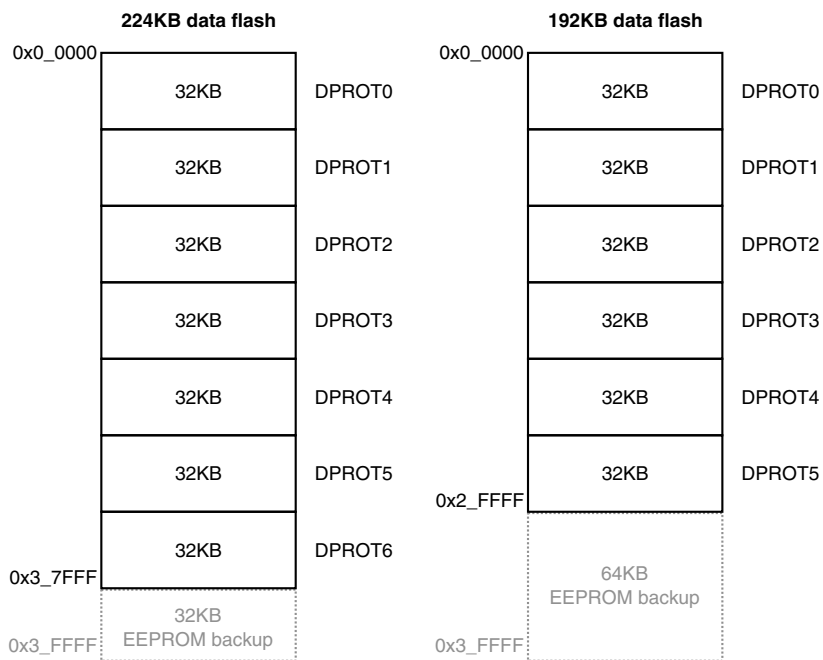 224KB data flash
0x0_0000
32KB DPROT0
32KB DPROT1
32KB DPROT2
32KB DPROT3
32KB DPROT4
32KB DPROT5
32KB DPROT6
0x3_7FFF
32KB
EEPROM backup
0x3_FFFF
192KB data flash
0x0_0000
32KB DPROT0
32KB DPROT1
32KB DPROT2
32KB DPROT3
32KB DPROT4
32KB DPROT5
0x2_FFFF
64KB
EEPROM backup
0x3_FFFF